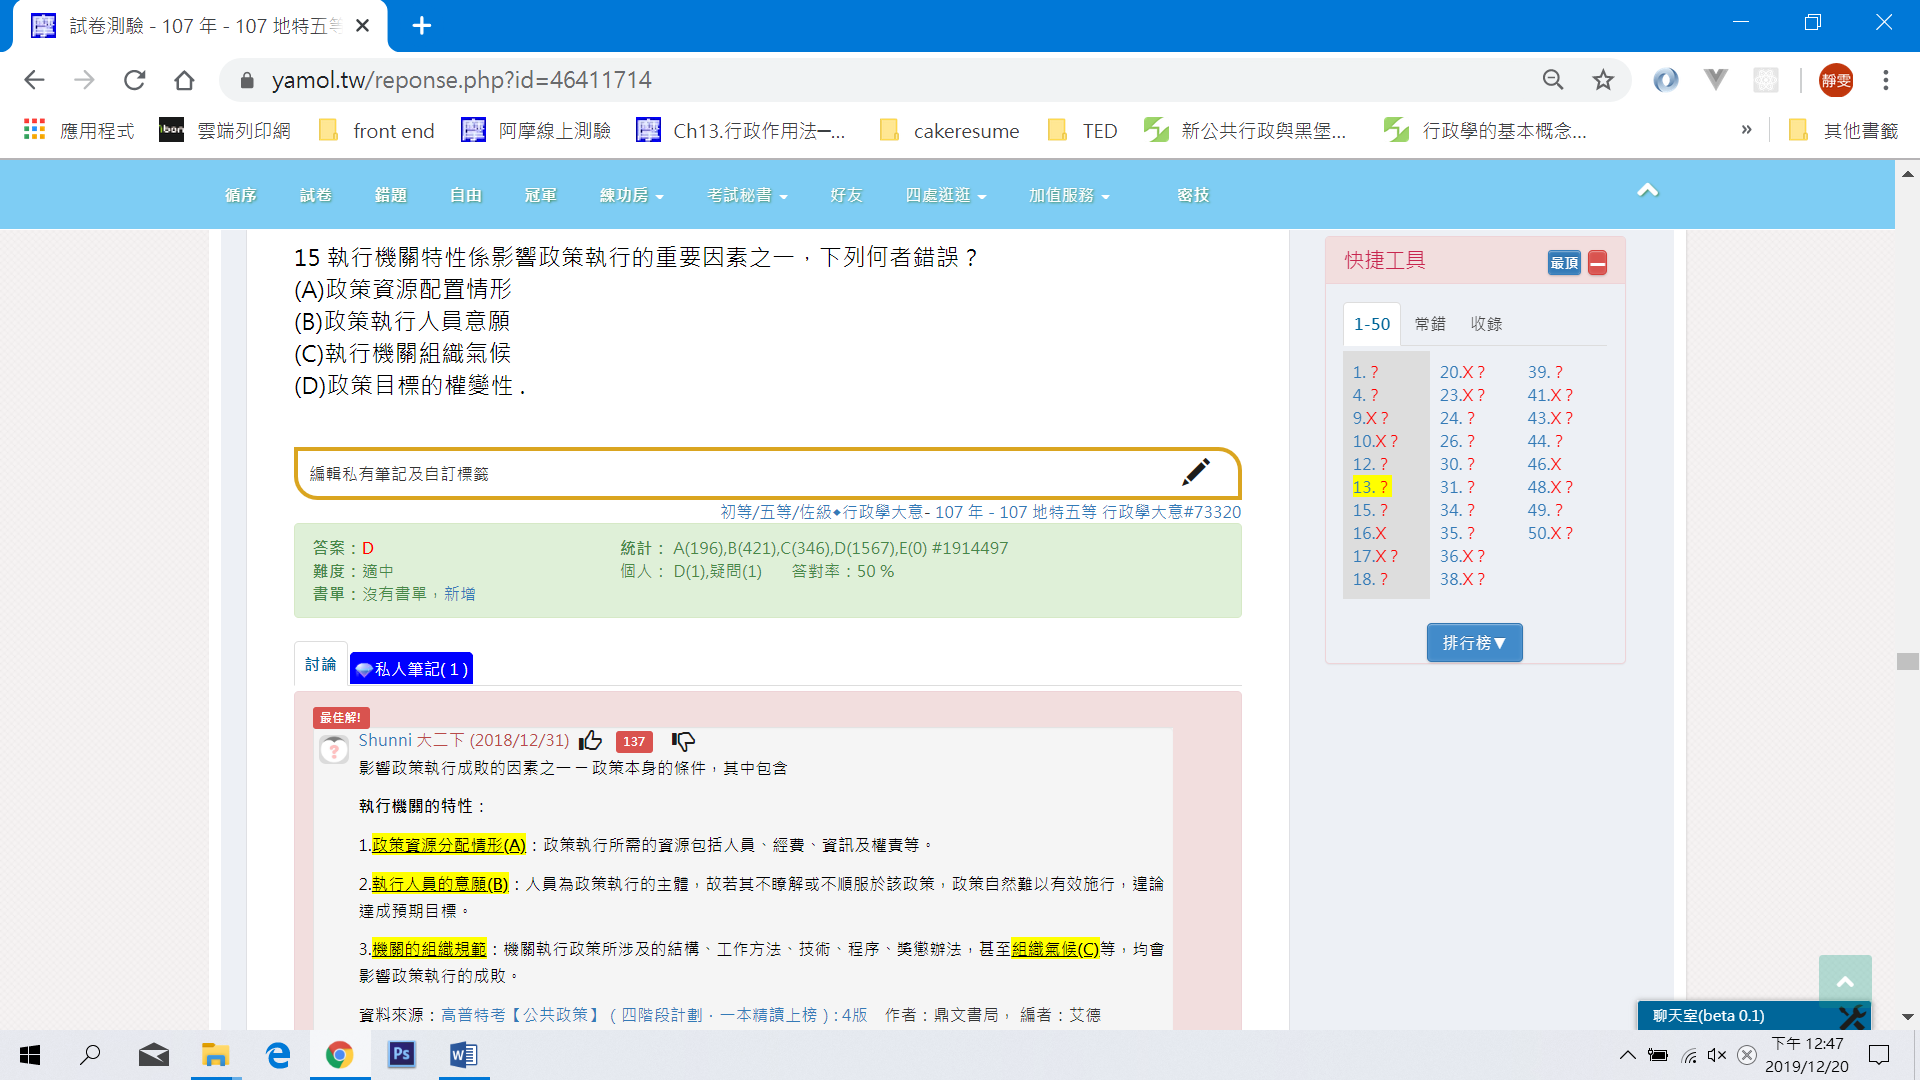 試卷測驗 - 107 年 - 107 地特五等
yamol.tw/reponse.php?id=46411714
靜雯
應用程式
ibon
雲端列印網
front end
摩
阿摩線上測驗
摩
Ch13.行政作用法一...
cakeresume
TED
新公共行政與黑堡...
行政學的基本概念...
»
其他書籤
循序
試卷
錯題
自由
冠軍
練功房
考試秘書
好友
四處逛逛
加值服務
密技
15 執行機關特性係影響政策執行的重要因素之一，下列何者錯誤？
(A)政策資源配置情形
(B)政策執行人員意願
(C)執行機關組織氣候
(D)政策目標的權變性 .
編輯私有筆記及自訂標籤
初等/五等/佐級◆行政學大意- 107 年 - 107 地特五等 行政學大意#73320
答案：D
統計： A(196),B(421),C(346),D(1567),E(0) #1914497
難度：適中
個人： D(1),疑問(1) 答對率：50 %
書單：沒有書單，新增
討論
私人筆記( 1 )
最佳解!
Shunni 大二下 (2018/12/31)
137
影響政策執行成敗的因素之一 — 政策本身的條件，其中包含
執行機關的特性：
1.政策資源分配情形(A)：政策執行所需的資源包括人員、經費、資訊及權責等。
2.執行人員的意願(B)：人員為政策執行的主體，故若其不瞭解或不順服於該政策，政策自然難以有效施行，遑論
達成預期目標。
3.機關的組織規範：機關執行政策所涉及的結構、工作方法、技術、程序、獎懲辦法，甚至組織氣候(C)等，均會
影響政策執行的成敗。
資料來源：高普特考【公共政策】（四階段計劃．一本精讀上榜）: 4版 作者：鼎文書局， 編者：艾德
快捷工具
最頂
1-50
常錯
收錄
1. ?
4. ?
9.X ?
10.X ?
12. ?
13. ?
15. ?
16.X
17.X ?
18. ?
20.X ?
23.X ?
24. ?
26. ?
30. ?
31. ?
34. ?
35. ?
36.X ?
38.X ?
39. ?
41.X ?
43.X ?
44. ?
46.X
48.X ?
49. ?
50.X ?
排行榜▼
聊天室(beta 0.1)
Ps
下午 12:47
2019/12/20